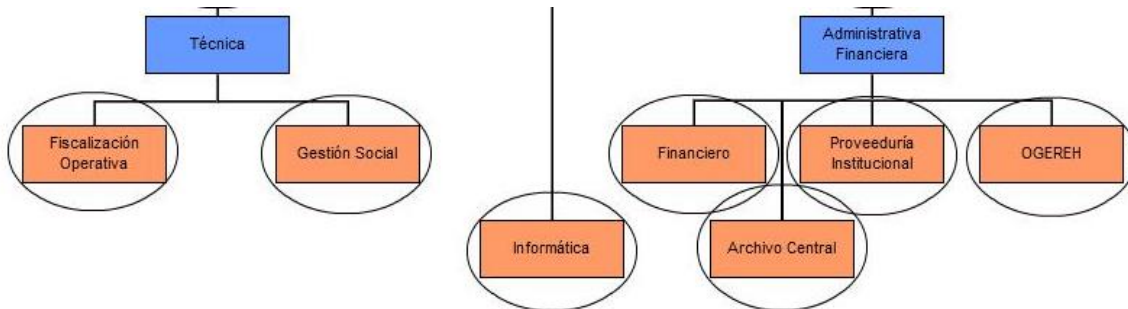 Técnica
Administrativa
Financiera
Fiscalización
Operativa
Gestión Social
Financiero
Proveeduría
Institucional
OGEREH
Informática
Archivo Central